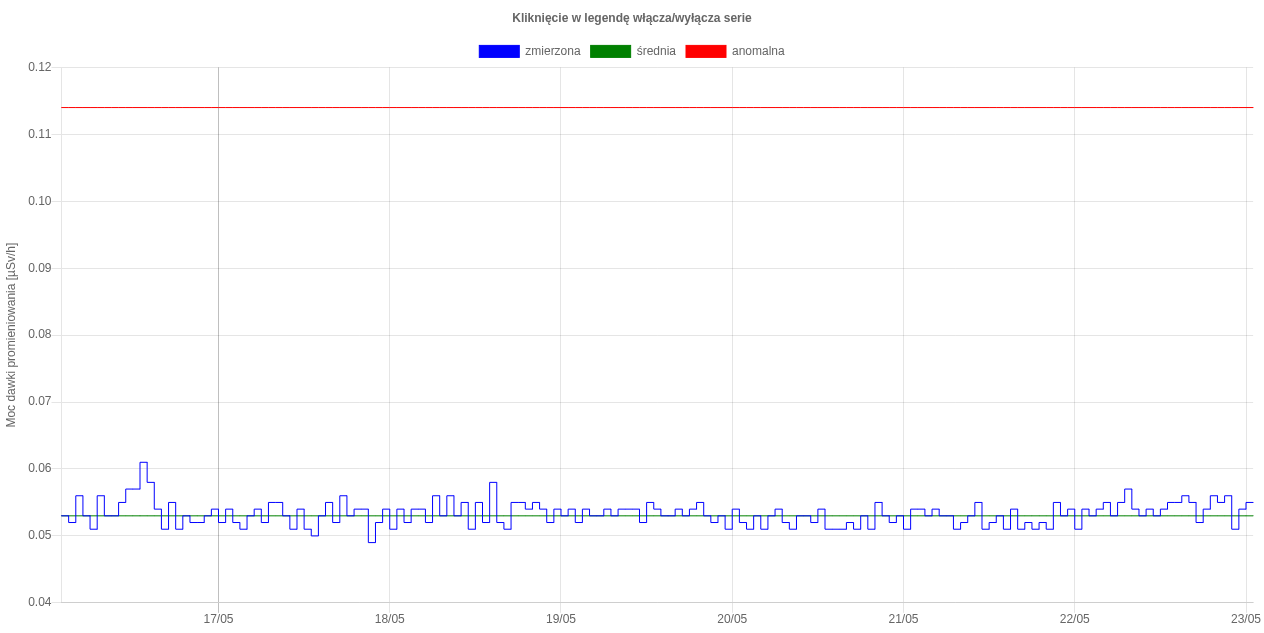 Kliknięcie w legendę włącza/wyłącza serie
zmierzona średnia anomalna
Moc dawki promieniowania [µSv/h]
0.12
0.11
0.10
0.09
0.08
0.07
0.06
0.05
0.04
17/05 18/05 19/05 20/05 21/05 22/05 23/05